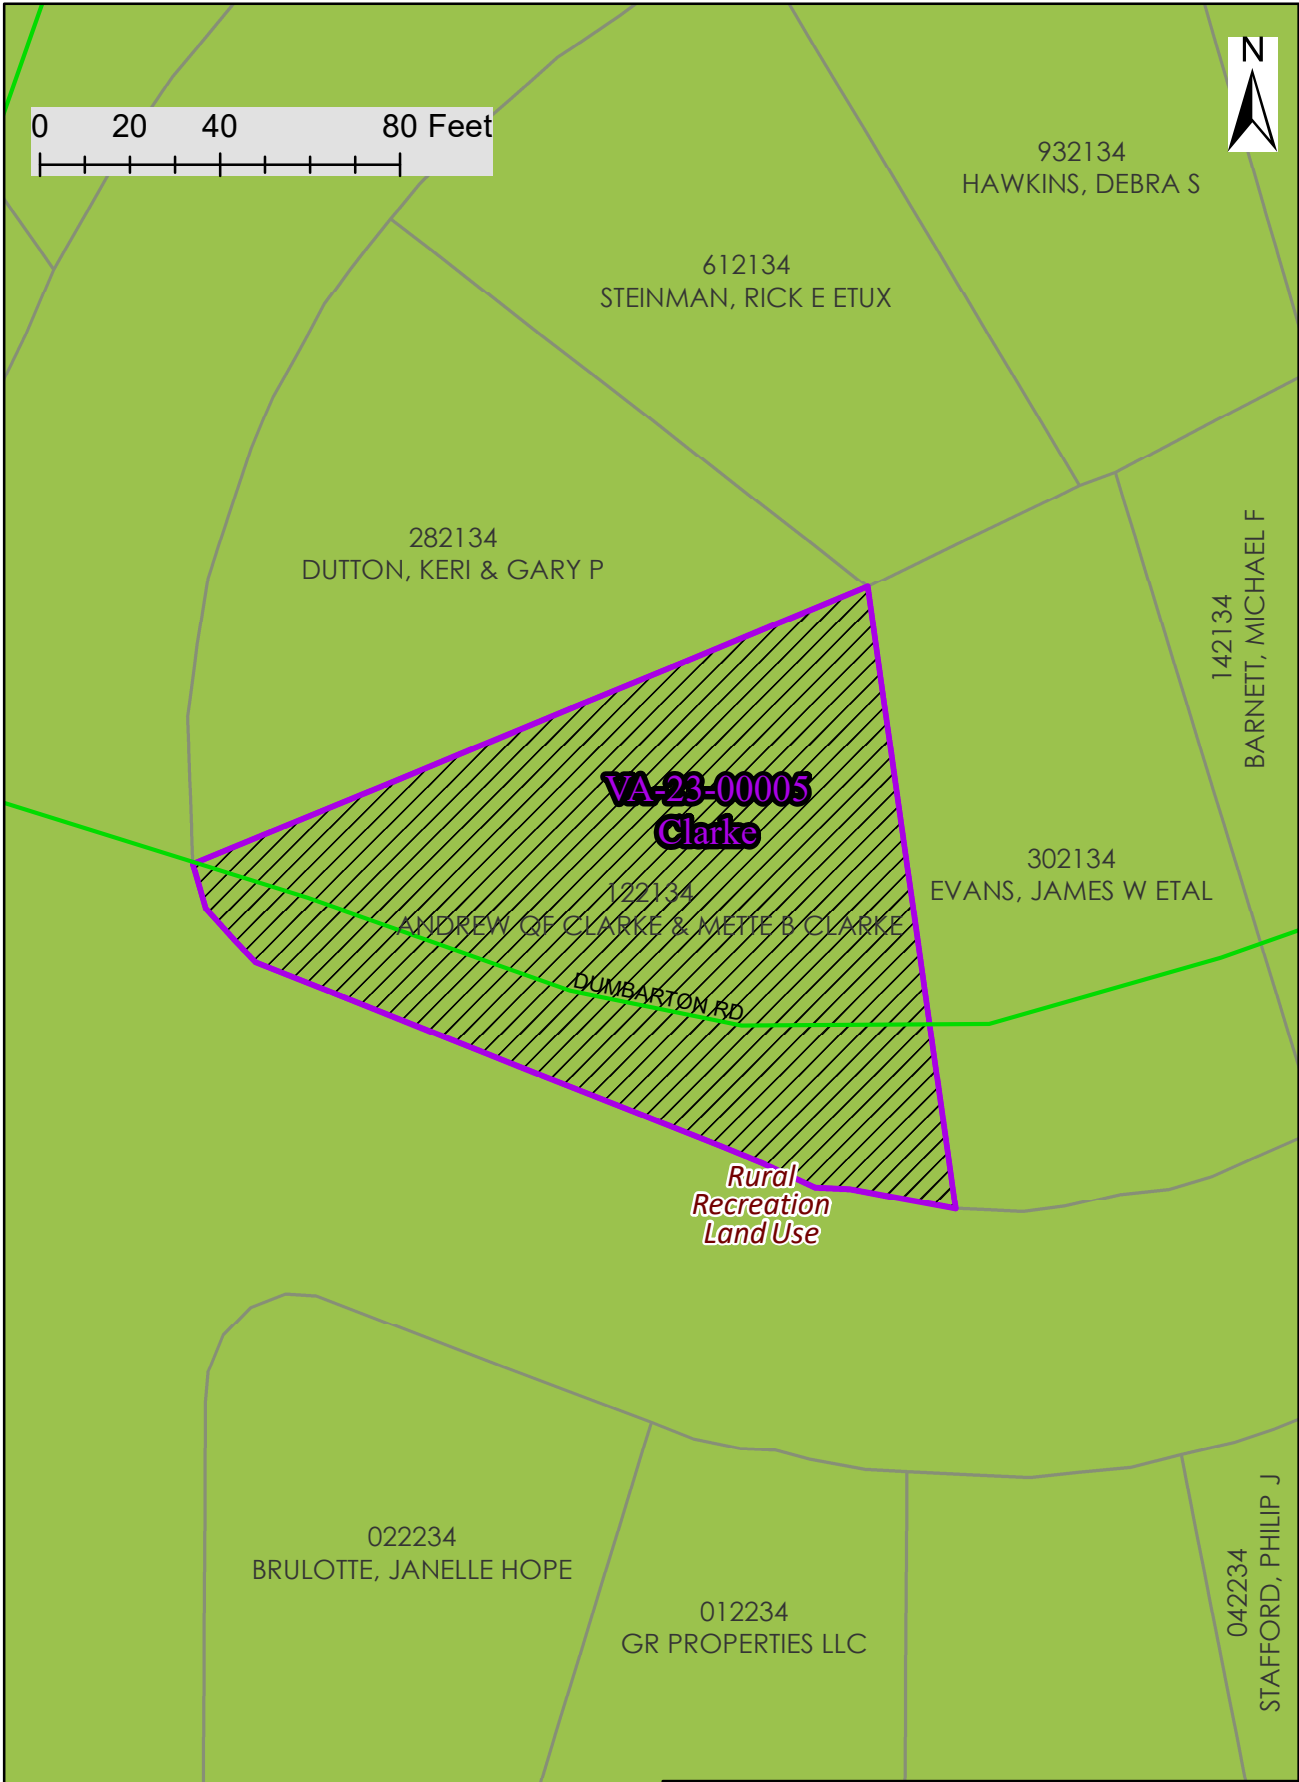 N
0 20 40 80 Feet
932134
HAWKINS, DEBRA S
612134
STEINMAN, RICK E ETUX
282134
DUTTON, KERI & GARY P
142134
BARNETT, MICHAEL F
VA-23-00005
Clarke
122134
ANDREW QF CLARKE & METTE B CLARKE
302134
EVANS, JAMES W ETAL
DUMBARTON RD
Rural
Recreation
Land Use
022234
BRULOTTE, JANELLE HOPE
012234
GR PROPERTIES LLC
042234
STAFFORD, PHILIP J